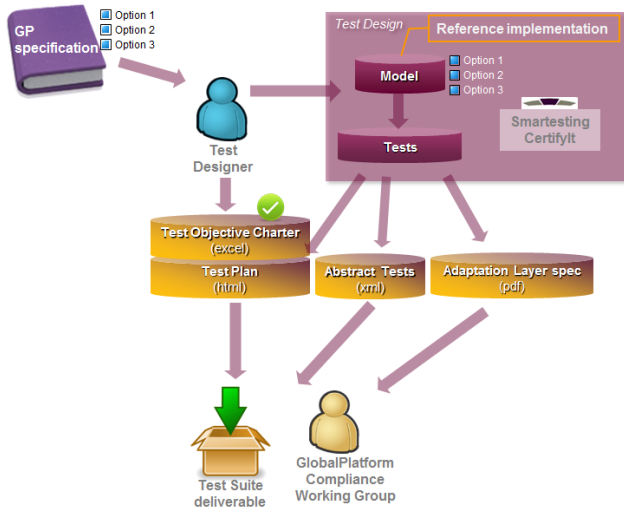 GP
specification
Option 1
Option 2
Option 3
Test Design
Reference implementation
Model
Option 1
Option 2
Option 3
Tests
Smartesting
CertifyIt
Test
Designer
Test Objective Charter
(excel)
Test Plan
(html)
Abstract Tests
(xml)
Adaptation Layer spec
(pdf)
Test Suite
deliverable
GlobalPlatform
Compliance
Working Group